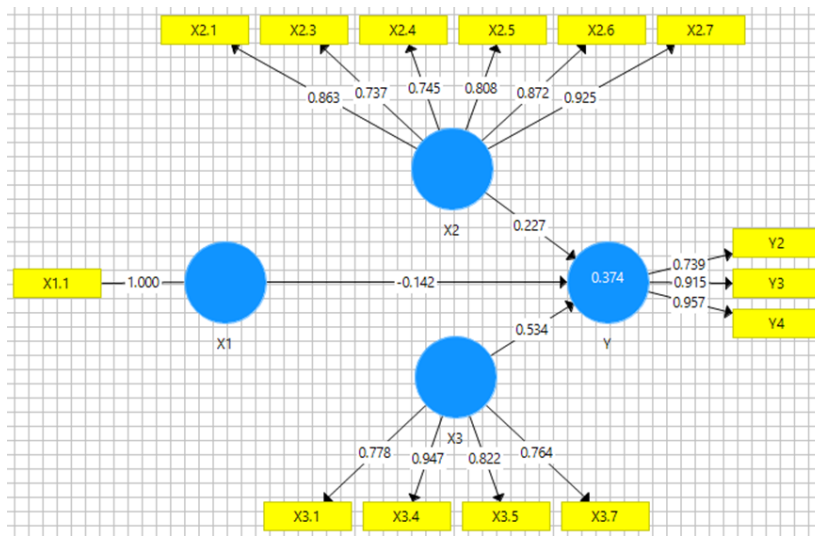 X2.1 X2.3 X2.4 X2.5 X2.6 X2.7
0.863 0.737 0.745 0.808 0.872 0.925
X2
0.227
X1.1 1.000 -0.142 0.374
X1 Y
0.739 Y2
0.915 Y3
0.957 Y4
0.534
X3
0.778 0.947 0.822 0.764
X3.1 X3.4 X3.5 X3.7